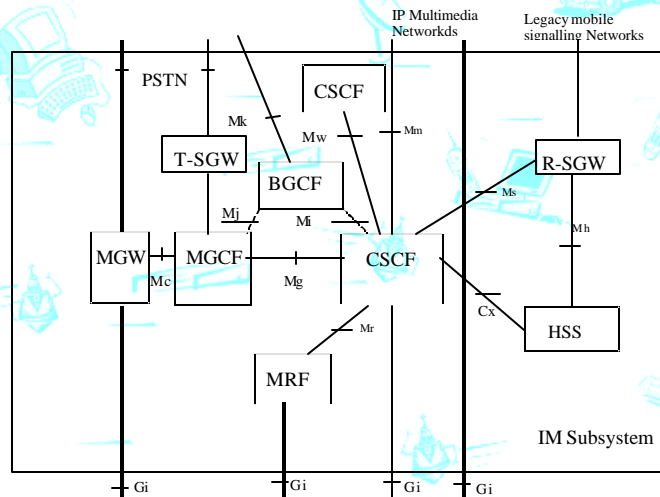 IP Multimedia
Networkds
Legacy mobile
signalling Networks
PSTN
CSCF
Mk
Mw
Mm
T-SGW
R-SGW
BGCF
Ms
Mj
Mi
Mh
MGW
MGCF
CSCF
Mc
Mg
Cx
Mr
HSS
MRF
IM Subsystem
Gi
Gi
Gi
Gi